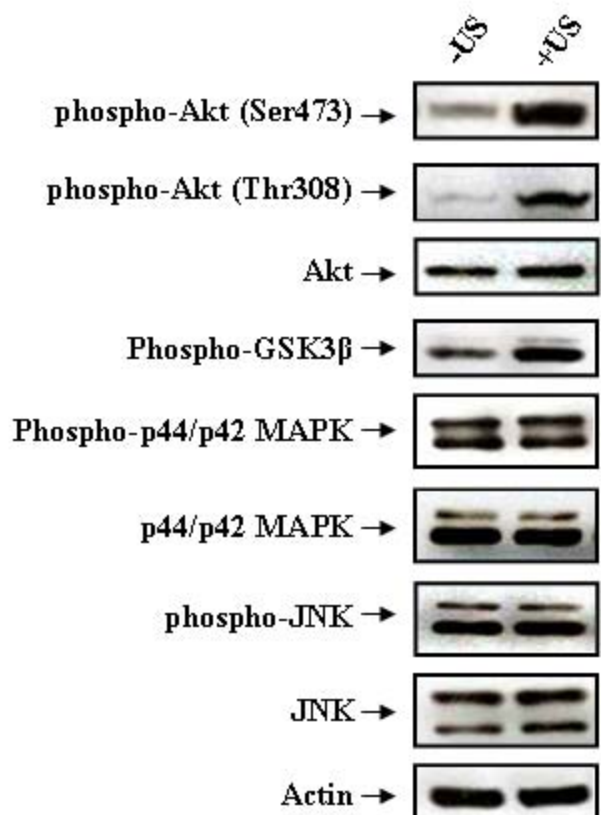 -US +US
phospho-Akt (Ser473)
phospho-Akt (Thr308)
Akt
Phospho-GSK3β
Phospho-p44/p42 MAPK
p44/p42 MAPK
phospho-JNK
JNK
Actin